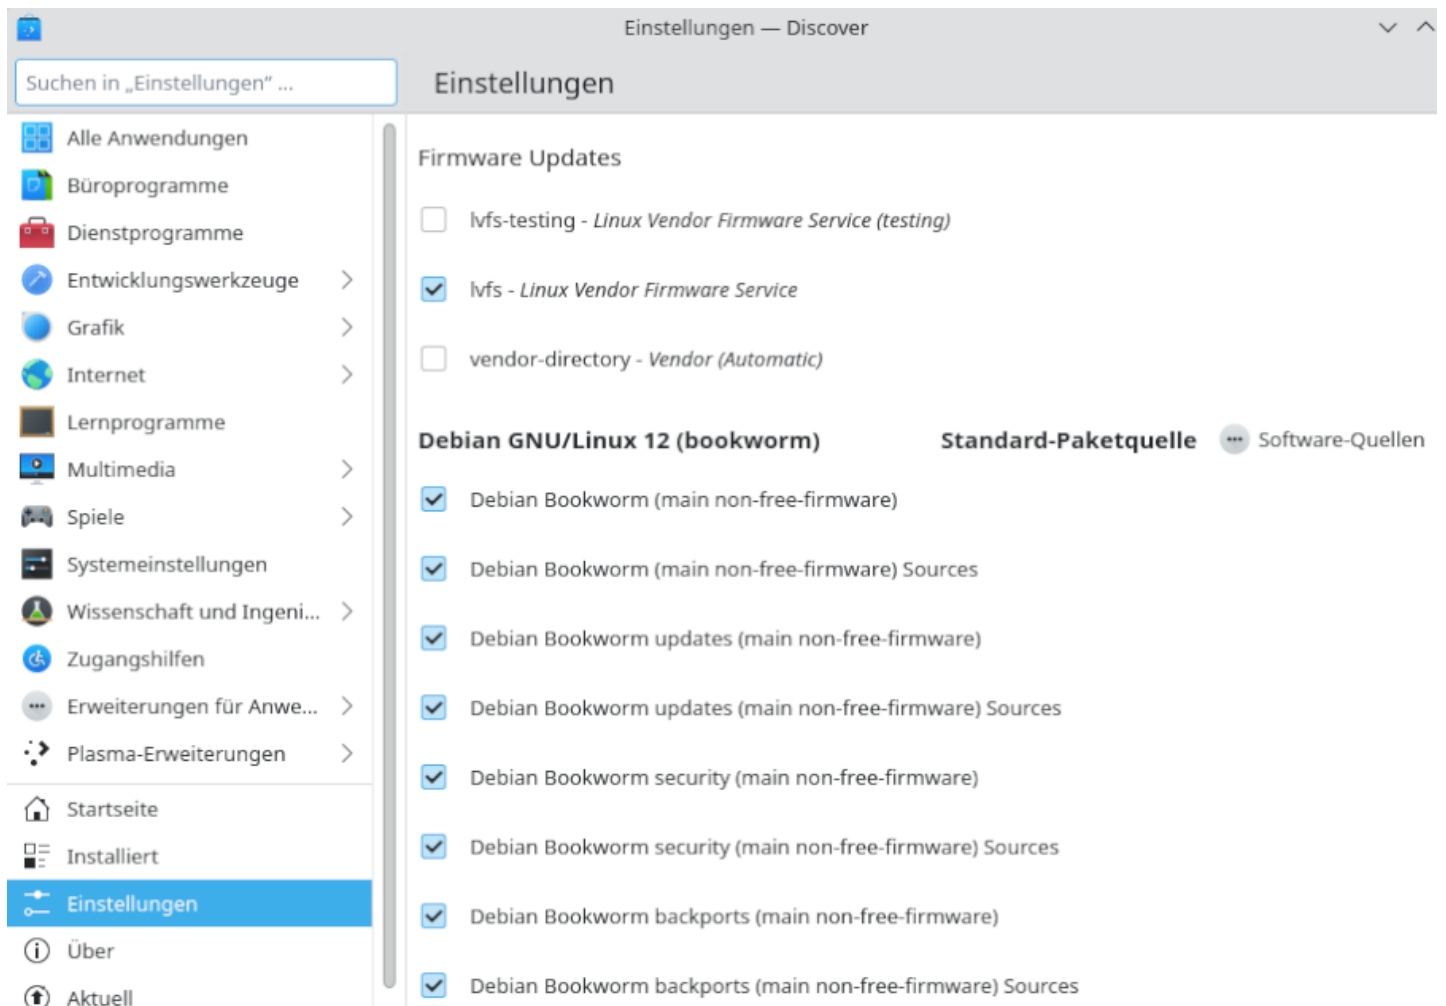 Einstellungen — Discover
Suchen in „Einstellungen“ ...
Einstellungen
Alle Anwendungen
Büroprogramme
Dienstprogramme
Entwicklungswerkzeuge
Grafik
Internet
Lernprogramme
Multimedia
Spiele
Systemeinstellungen
Wissenschaft und Ingeni...
Zugangshilfen
Erweiterungen für Anwe...
Plasma-Erweiterungen
Startseite
Installiert
Einstellungen
Über
Aktuell
Firmware Updates
lvfs-testing - Linux Vendor Firmware Service (testing)
lvfs - Linux Vendor Firmware Service
vendor-directory - Vendor (Automatic)
Debian GNU/Linux 12 (bookworm) Standard-Paketquelle Software-Quellen
Debian Bookworm (main non-free-firmware)
Debian Bookworm (main non-free-firmware) Sources
Debian Bookworm updates (main non-free-firmware)
Debian Bookworm updates (main non-free-firmware) Sources
Debian Bookworm security (main non-free-firmware)
Debian Bookworm security (main non-free-firmware) Sources
Debian Bookworm backports (main non-free-firmware)
Debian Bookworm backports (main non-free-firmware) Sources